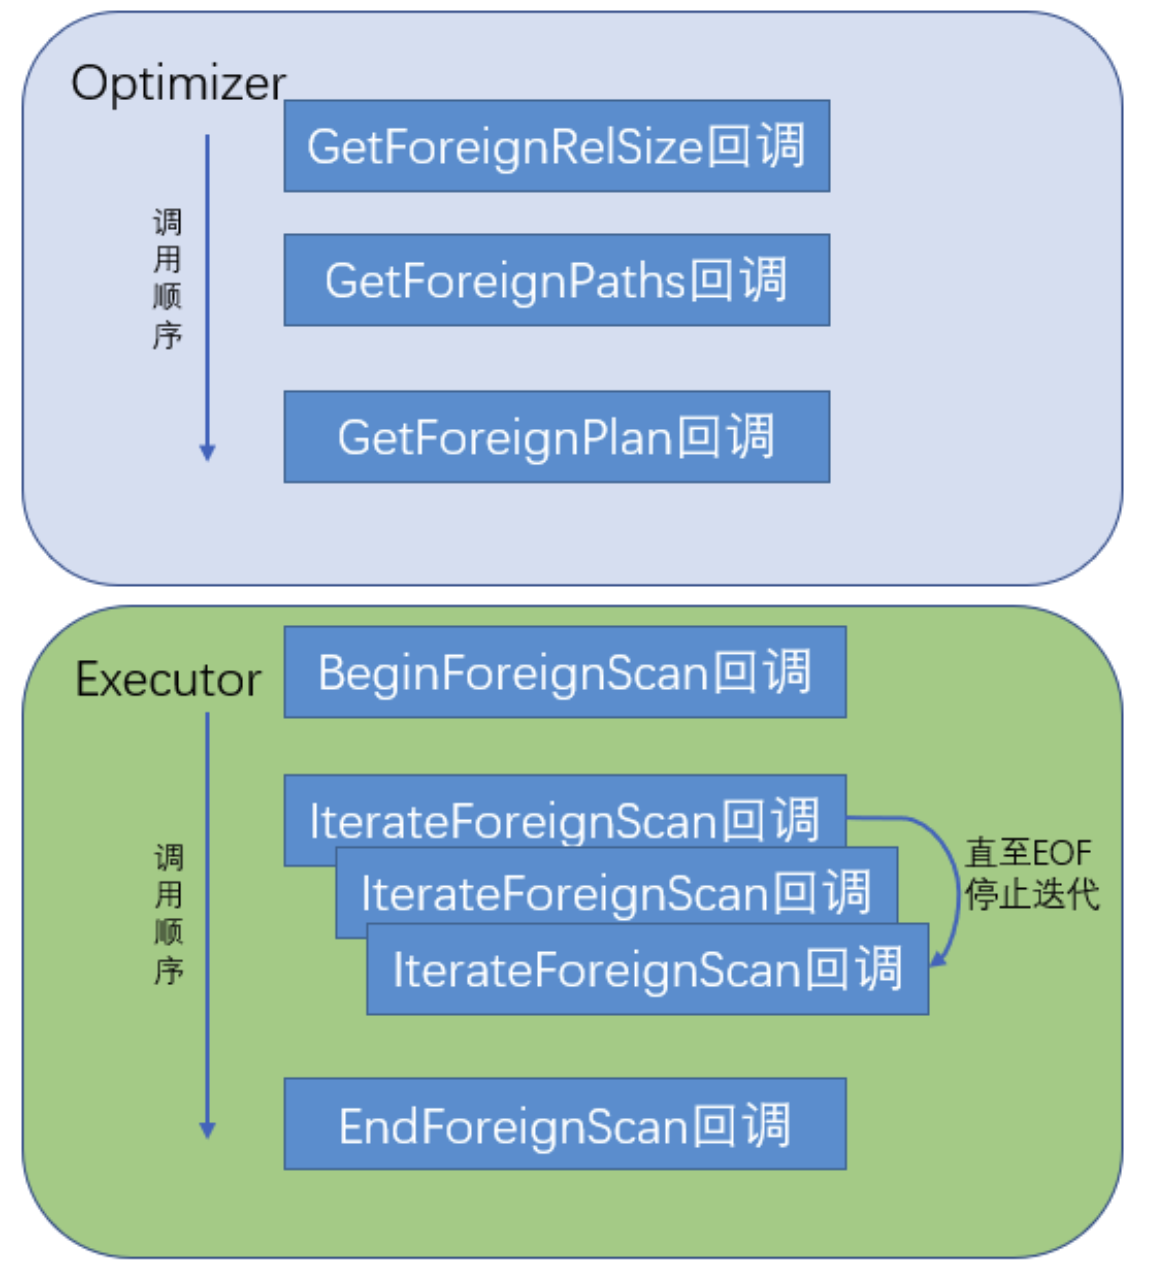 Optimizer
GetForeignRelSize回调
调
用
顺
序
GetForeignPaths回调
GetForeignPlan回调
Executor
BeginForeignScan回调
调
用
顺
序
IterateForeignScan回调
IterateForeignScan回调
IterateForeignScan回调
直至EOF
停止迭代
EndForeignScan回调